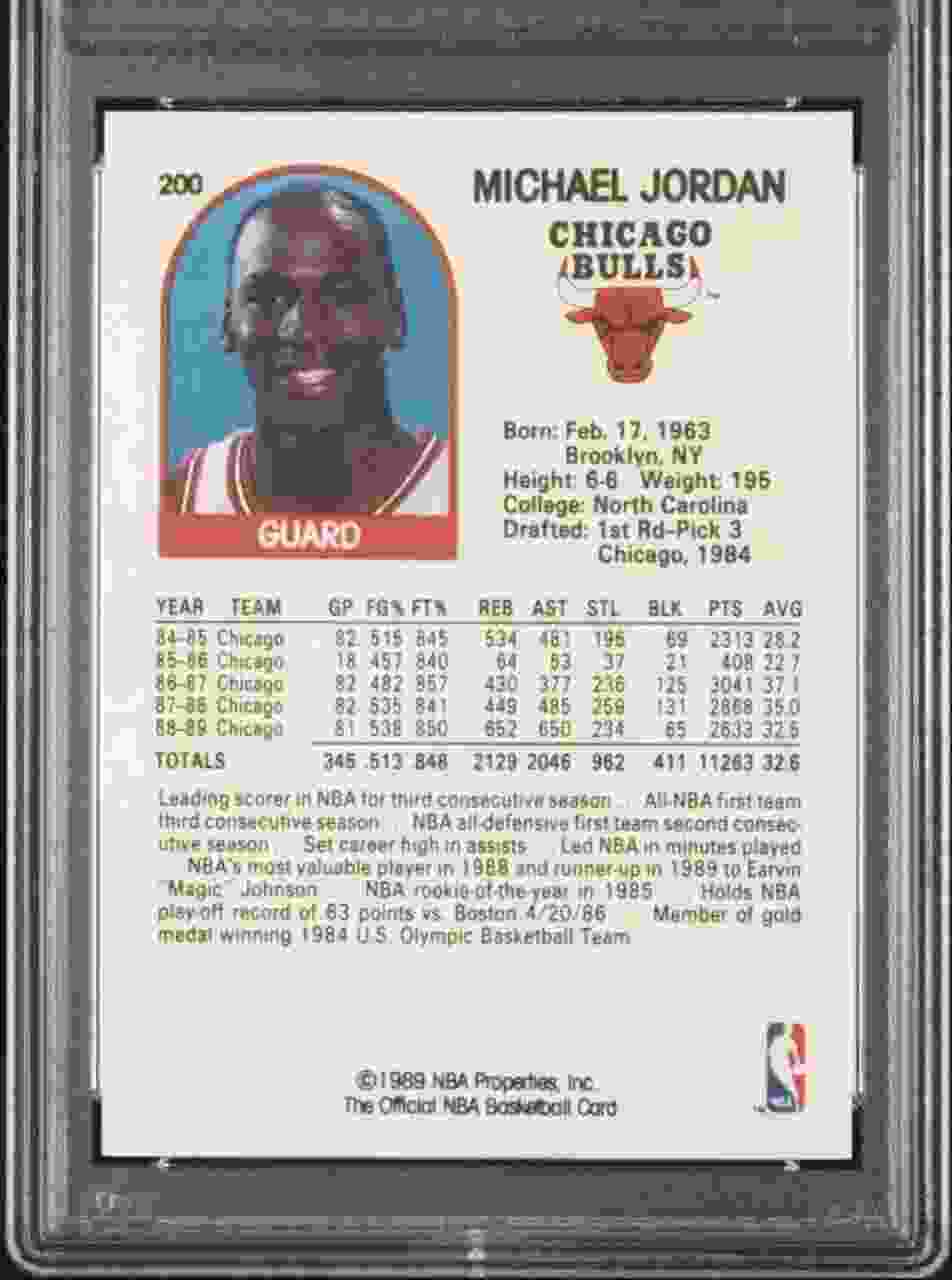 200
MICHAEL JORDAN
CHICAGO
BULLS
TM
GUARD
Born: Feb. 17, 1963
Brooklyn, NY
Height: 6-6 Weight: 195
College: North Carolina
Drafted: 1st Rd-Pick 3
Chicago, 1984
YEAR TEAM GP FG% FT% REB AST STL BLK PTS AVG
84-85 Chicago 82 .515 .845 534 481 196 69 2313 28.2
85-86 Chicago 18 .457 .840 64 53 37 21 408 22.7
86-87 Chicago 82 .482 .857 430 377 236 125 3041 37.1
87-88 Chicago 82 .535 .841 449 485 259 131 2868 35.0
88-89 Chicago 81 .538 .850 652 650 234 65 2633 32.5
TOTALS 345 .513 .848 2129 2046 962 411 11263 32.6
Leading scorer in NBA for third consecutive season... All-NBA first team
third consecutive season... NBA all-defensive first team second consec-
utive season... Set career high in assists... Led NBA in minutes played
... NBA's most valuable player in 1988 and runner-up in 1989 to Earvin
"Magic" Johnson... NBA rookie-of-the-year in 1985... Holds NBA
play-off record of 63 points vs. Boston 4/20/86... Member of gold
medal winning 1984 U.S. Olympic Basketball Team.
©1989 NBA Properties, Inc.
The Official NBA Basketball Card